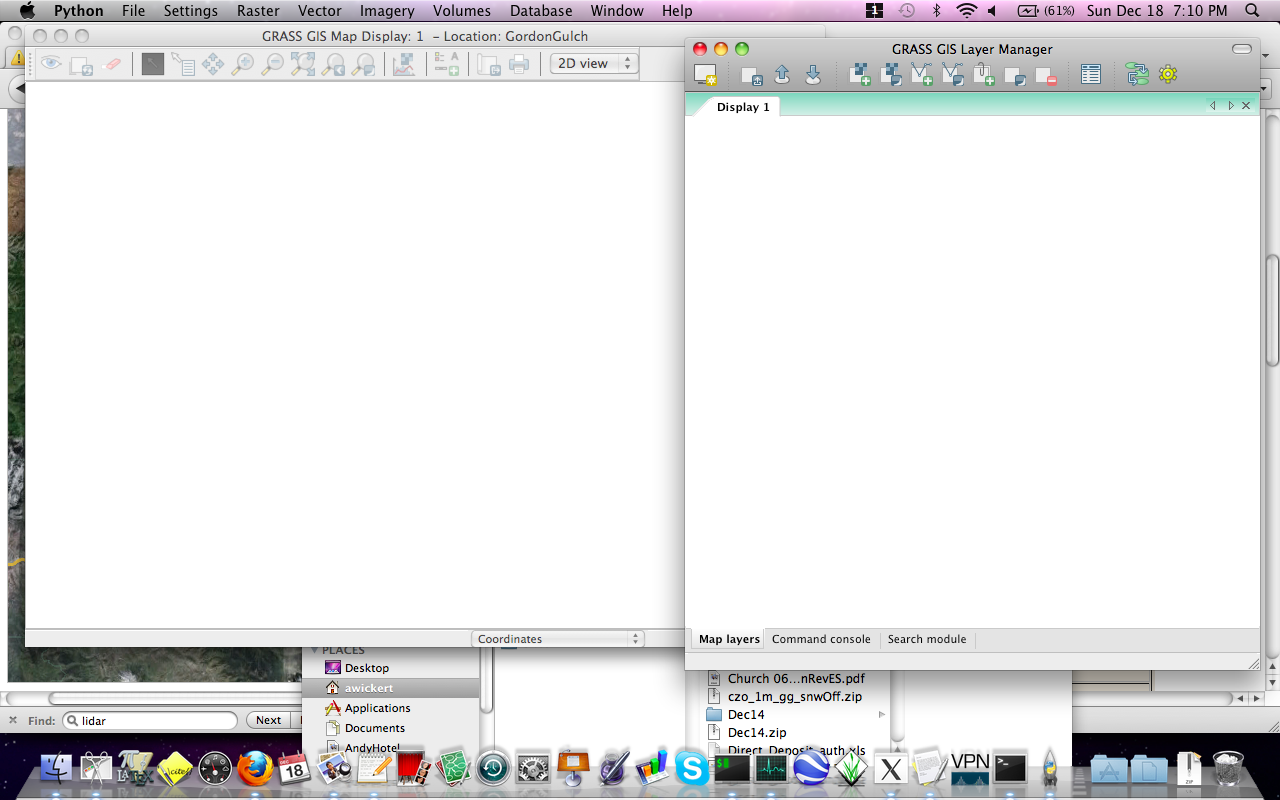 Python File Settings Raster Vector Imagery Volumes Database Window Help 1 (61%) Sun Dec 18 7:10 PM
GRASS GIS Map Display: 1 - Location: GordonGulch
2D view
GRASS GIS Layer Manager
Display 1
Coordinates
Map layers Command console Search module
PLACES
Desktop
awickert
Applications
Documents
AndyHotel
Church 06...nRevES.pdf
czo_1m_gg_snwOff.zip
Dec14
Dec14.zip
Direct_Deposit_auth.xls
Find: lidar Next
DEC
18
VPN
ZIP